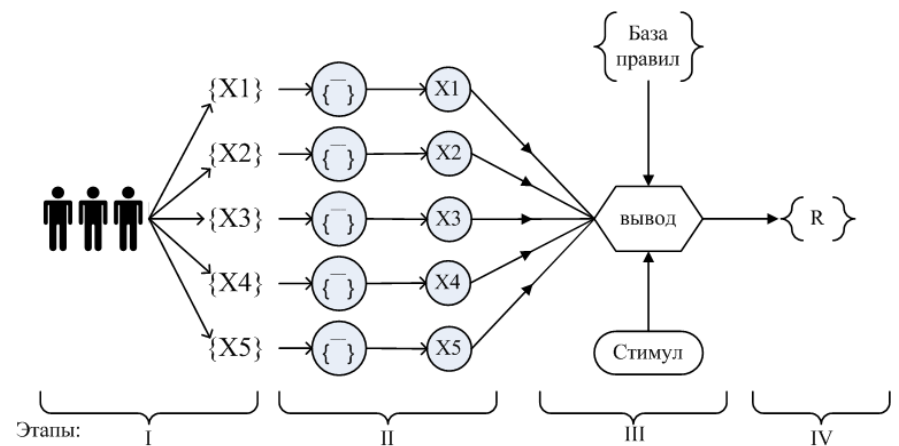 {База
правил}
{X1}
{‾}
X1
{X2}
{‾}
X2
{X3}
{‾}
X3
вывод
{R}
{X4}
{‾}
X4
{X5}
{‾}
X5
Стимул
Этапы:
I
II
III
IV